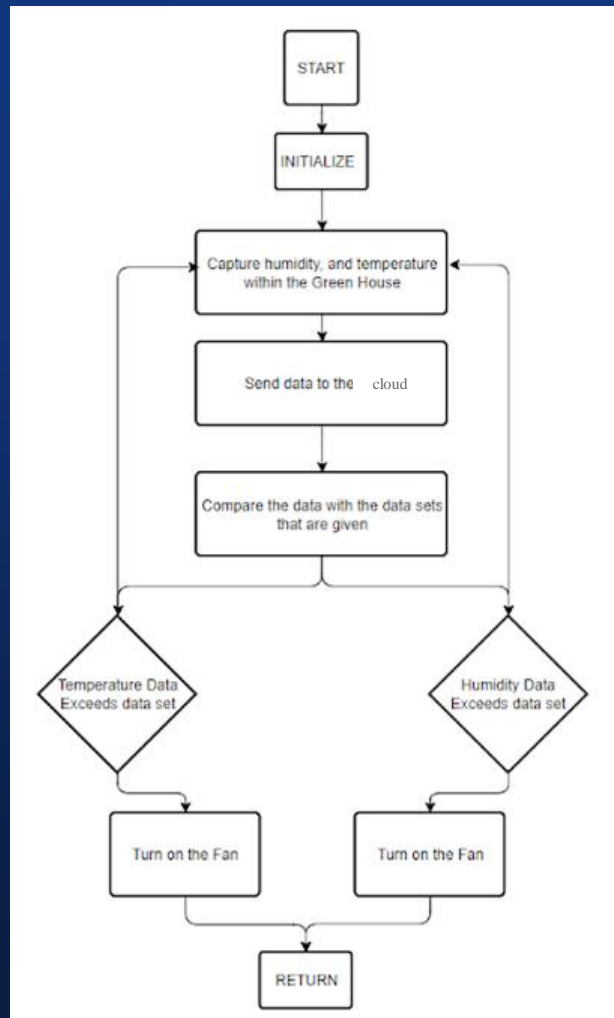 START
INITIALIZE
Capture humidity, and temperature
within the Green House
Send data to the cloud
Compare the data with the data sets
that are given
Temperature Data
Exceeds data set
Humidity Data
Exceeds data set
Turn on the Fan
Turn on the Fan
RETURN